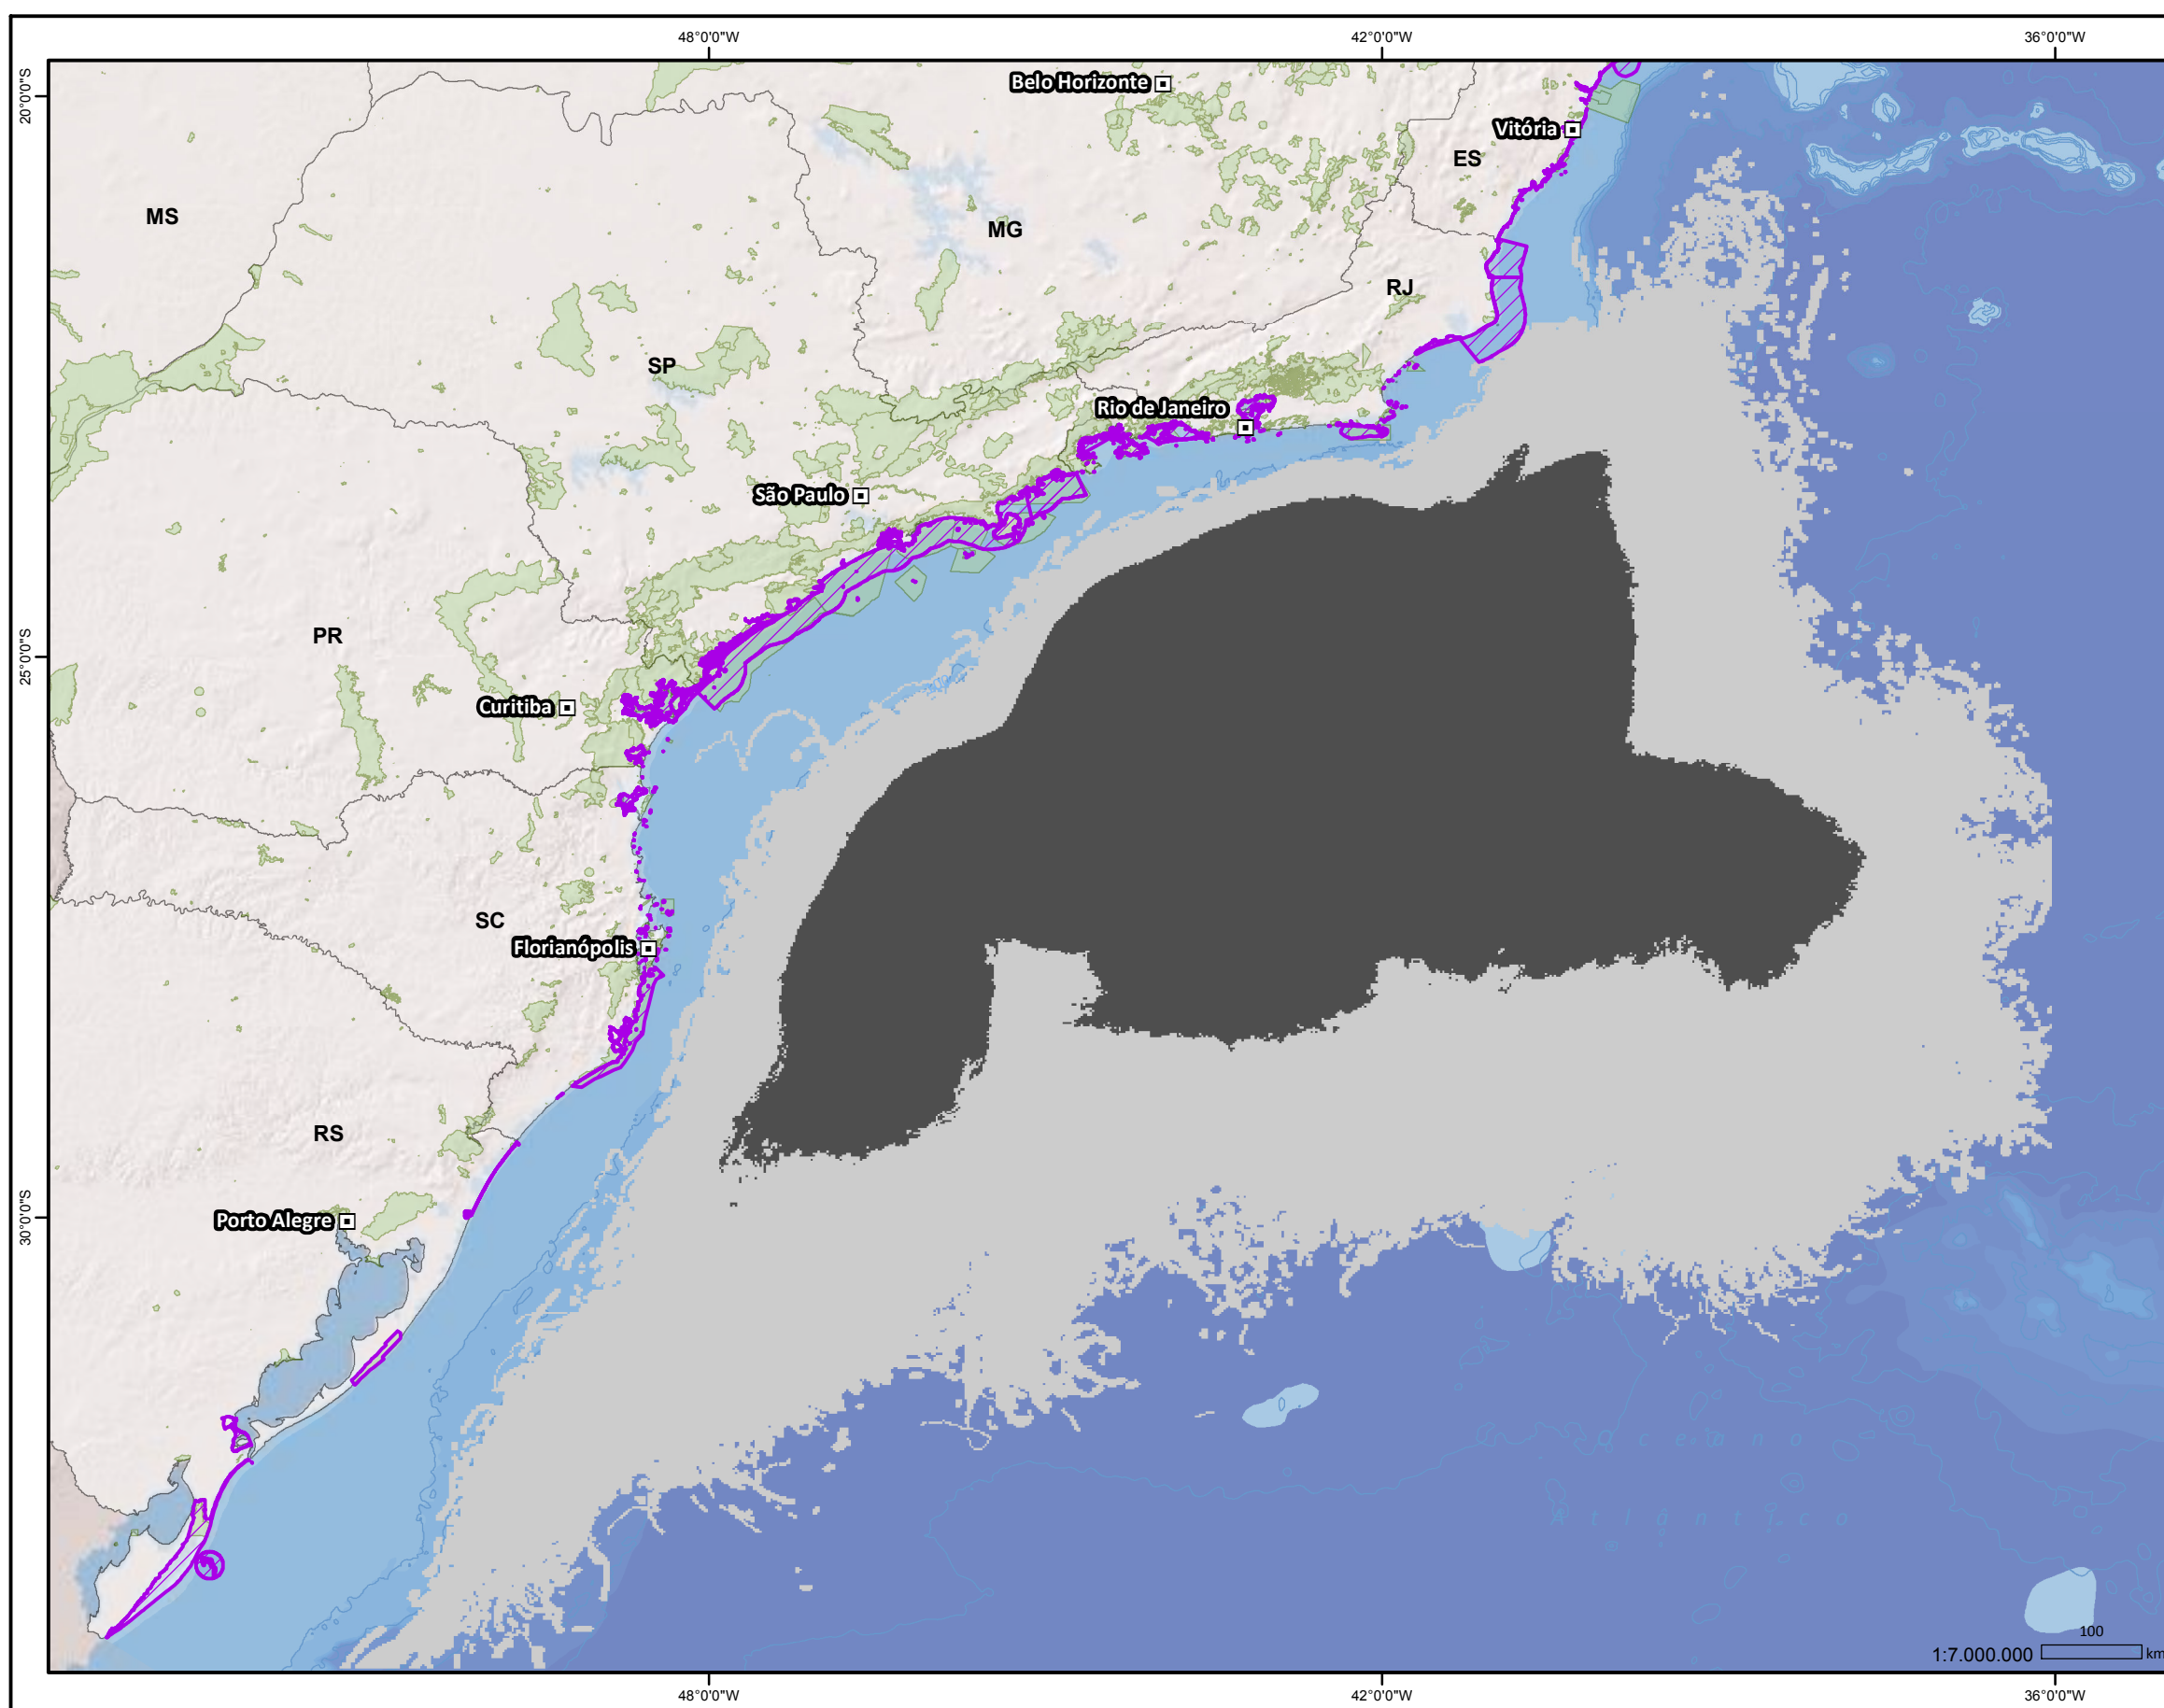 48°0'0"W 42°0'0"W 36°0'0"W
20°0'0"S
Belo Horizonte
Vitória
ES
MS
MG
RJ
SP
Rio de Janeiro
São Paulo
25°0'0"S
PR
Curitiba
SC
Florianópolis
RS
30°0'0"S
Porto Alegre
Oceano
Atlântico
100
1:7.000.000 km
48°0'0"W 42°0'0"W 36°0'0"W